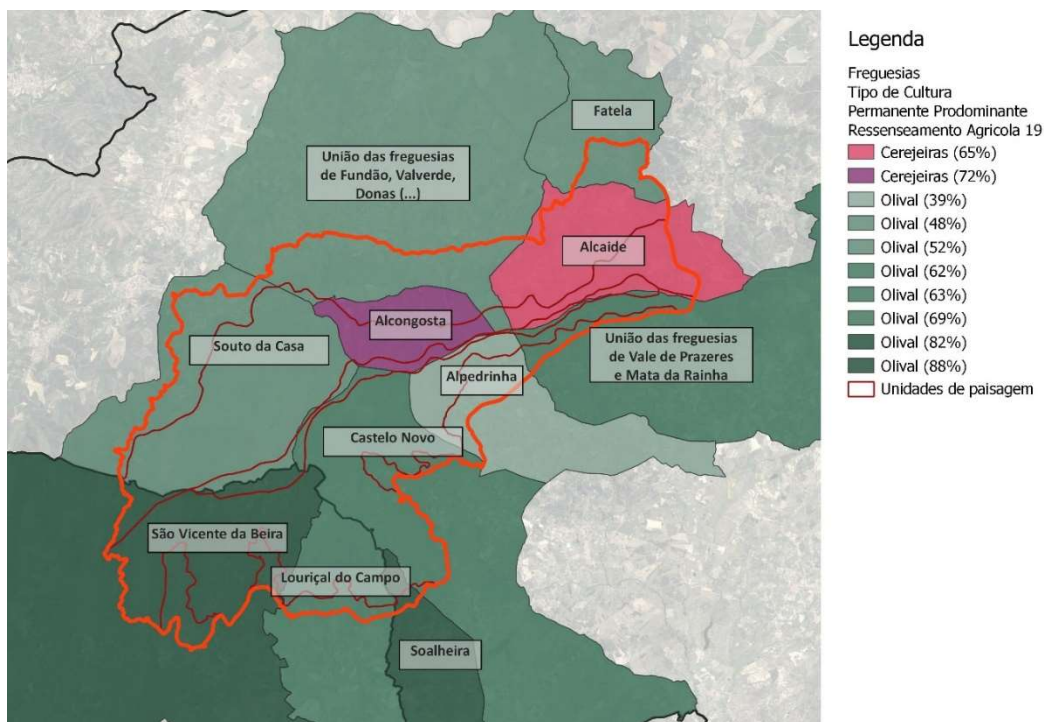 Fatela
União das freguesias
de Fundão, Valverde,
Donas (...)
Alcaide
Alcongosta
Souto da Casa
União das freguesias
de Vale de Prazeres
e Mata da Rainha
Alpedrinha
Castelo Novo
São Vicente da Beira
Louriçal do Campo
Soalheira
Legenda
Freguesias
Tipo de Cultura
Permanente Prodominante
Ressenseamento Agricola 19
Cerejeiras (65%)
Cerejeiras (72%)
Olival (39%)
Olival (48%)
Olival (52%)
Olival (62%)
Olival (63%)
Olival (69%)
Olival (82%)
Olival (88%)
Unidades de paisagem